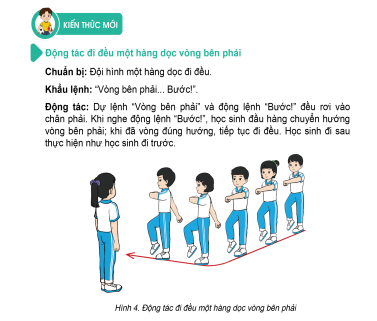 KIẾN THỨC MỚI
Động tác đi đều một hàng dọc vòng bên phải
Chuẩn bị: Đội hình một hàng dọc đi đều.
Khẩu lệnh: “Vòng bên phải... Bước!”.
Động tác: Dự lệnh “Vòng bên phải” và động lệnh “Bước!” đều rơi vào
chân phải. Khi nghe động lệnh “Bước!”, học sinh đầu hàng chuyển hướng
vòng bên phải; khi đã vòng đúng hướng, tiếp tục đi đều. Học sinh đi sau
thực hiện như học sinh đi trước.
Hình 4. Động tác đi đều một hàng dọc vòng bên phải